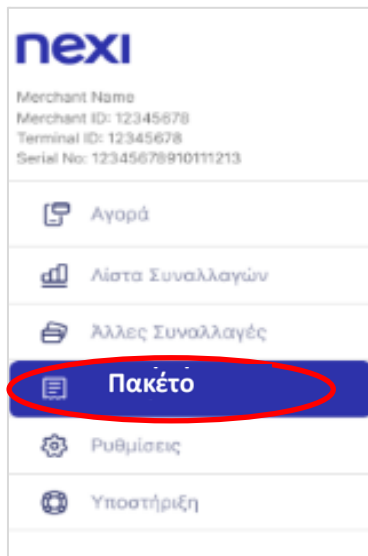 nexi
Merchant Name
Merchant ID: 12345678
Terminal ID: 12345678
Serial No: 12345678910111213
Αγορά
Λίστα Συναλλαγών
Άλλες Συναλλαγές
Πακέτο
Ρυθμίσεις
Υποστήριξη